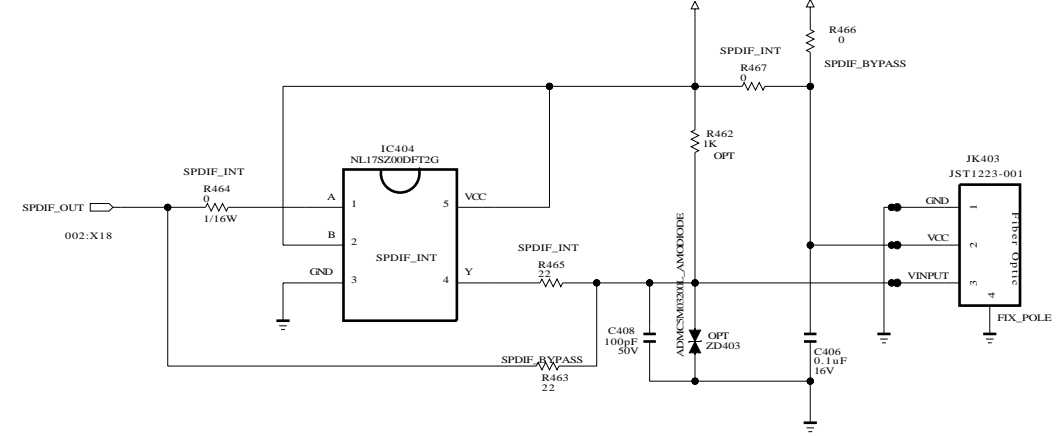 R466
0
SPDIF_BYPASS
SPDIF_INT
R467
0
R462
1K
OPT
IC404
NL17SZ00DFT2G
SPDIF_INT
R464
0
1/16W
SPDIF_OUT
002:X18
A
1
B
2
GND
3
SPDIF_INT
VCC
5
Y
4
SPDIF_INT
R465
22
SPDIF_BYPASS
R463
22
C408
100pF
50V
ADMC5M03200L_AMODIODE
OPT
ZD403
C406
0.1uF
16V
JK403
JST1223-001
GND
1
VCC
2
VINPUT
3
4
Fiber Optic
FIX_POLE